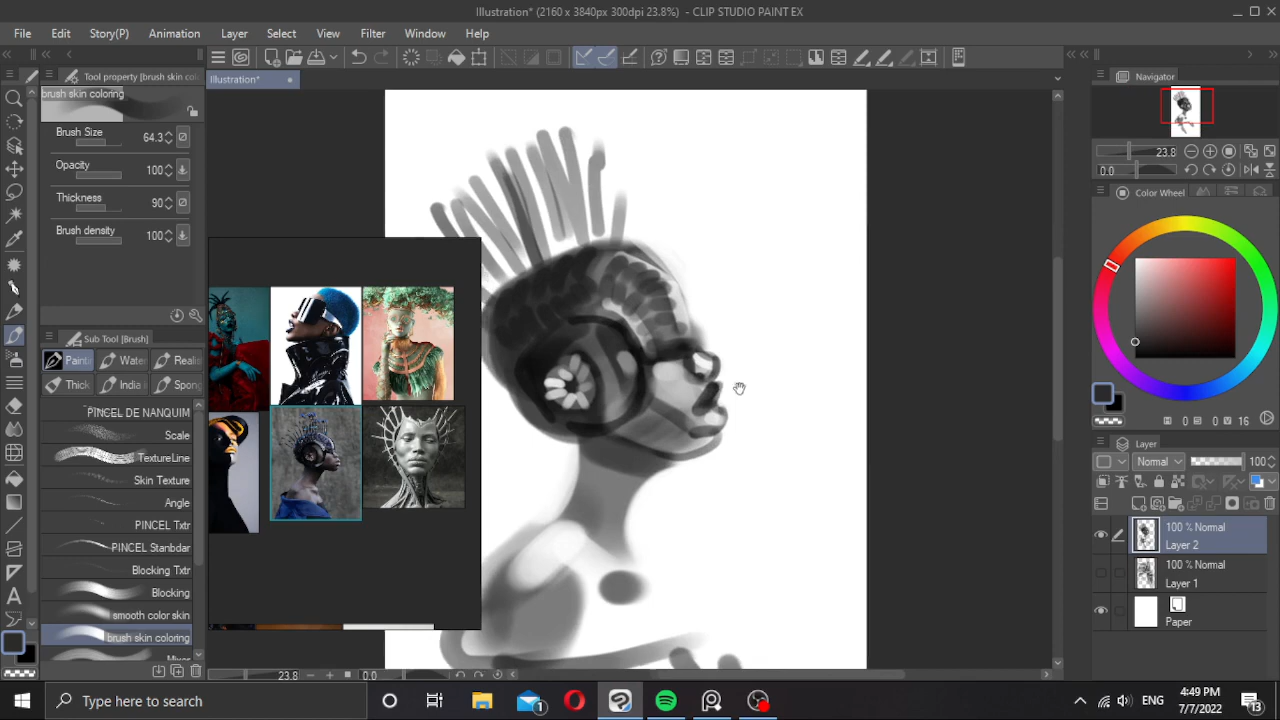 Illustration* (2160 x 3840px 300dpi 23.8%) - CLIP STUDIO PAINT EX
File Edit Story(P) Animation Layer Select View Filter Window Help
Tool property [brush skin col
Illustration*
Navigator
brush skin coloring
Brush Size 64.3
Opacity 100
Thickness 90
Brush density 100
23.8
0.0
Color Wheel
0 0 16
Sub Tool [Brush]
Paint Water Realis
Thick India Spong
PINCEL DE NANQUIM
Scale
TextureLine
Skin Texture
Angle
PINCEL Txtr
PINCEL Stanbdar
Blocking Txtr
Blocking
smooth color skin
brush skin coloring
Mixer
Layer
Normal 100
100 % Normal
Layer 2
100 % Normal
Layer 1
Paper
23.8 0.0
Type here to search
1
ENG
4:49 PM
7/7/2022
13